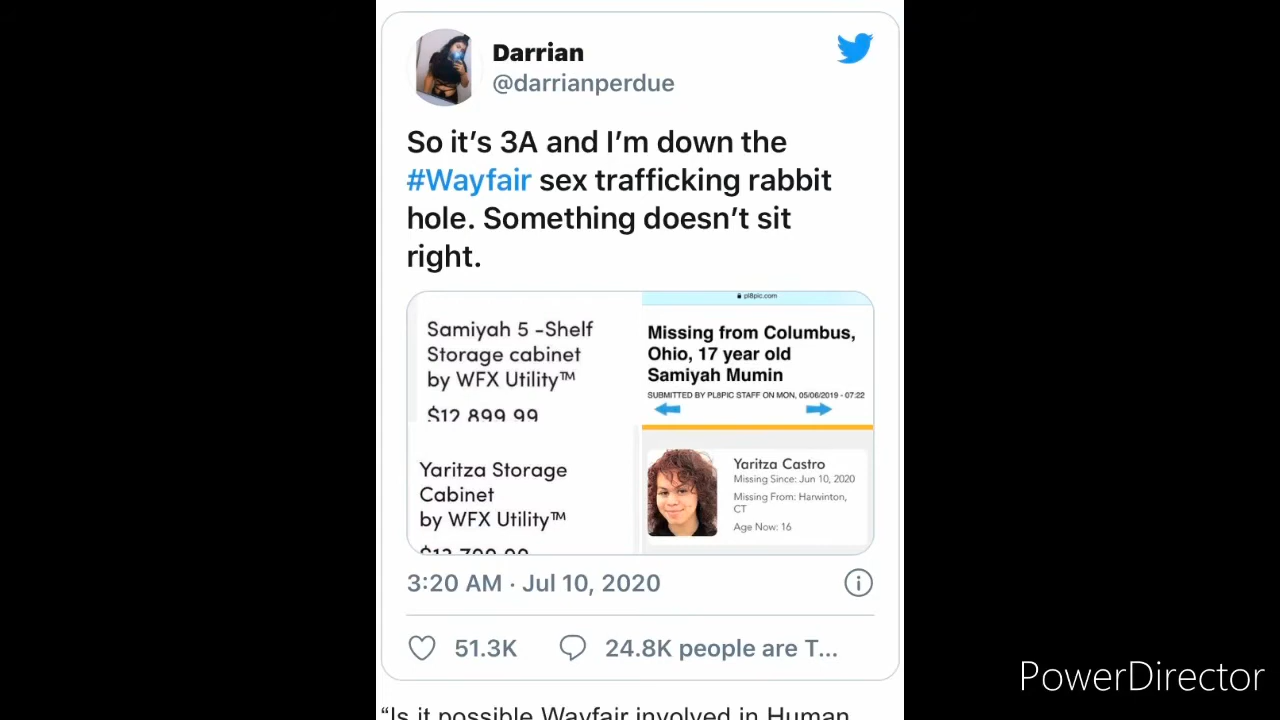 Darrian
@darrianperdue
So it's 3A and I'm down the
#Wayfair sex trafficking rabbit
hole. Something doesn't sit
right.
pl8pic.com
Samiyah 5 -Shelf
Storage cabinet
by WFX Utility™
$12 899.99
Missing from Columbus,
Ohio, 17 year old
Samiyah Mumin
SUBMITTED BY PL8PIC STAFF ON MON, 05/06/2019 - 07:22
Yaritza Storage
Cabinet
by WFX Utility™
Yaritza Castro
Missing Since: Jun 10, 2020
Missing From: Harwinton,
CT
Age Now: 16
3:20 AM · Jul 10, 2020
51.3K
24.8K people are T...
"Is it possible Wayfair involved in Human
PowerDirector